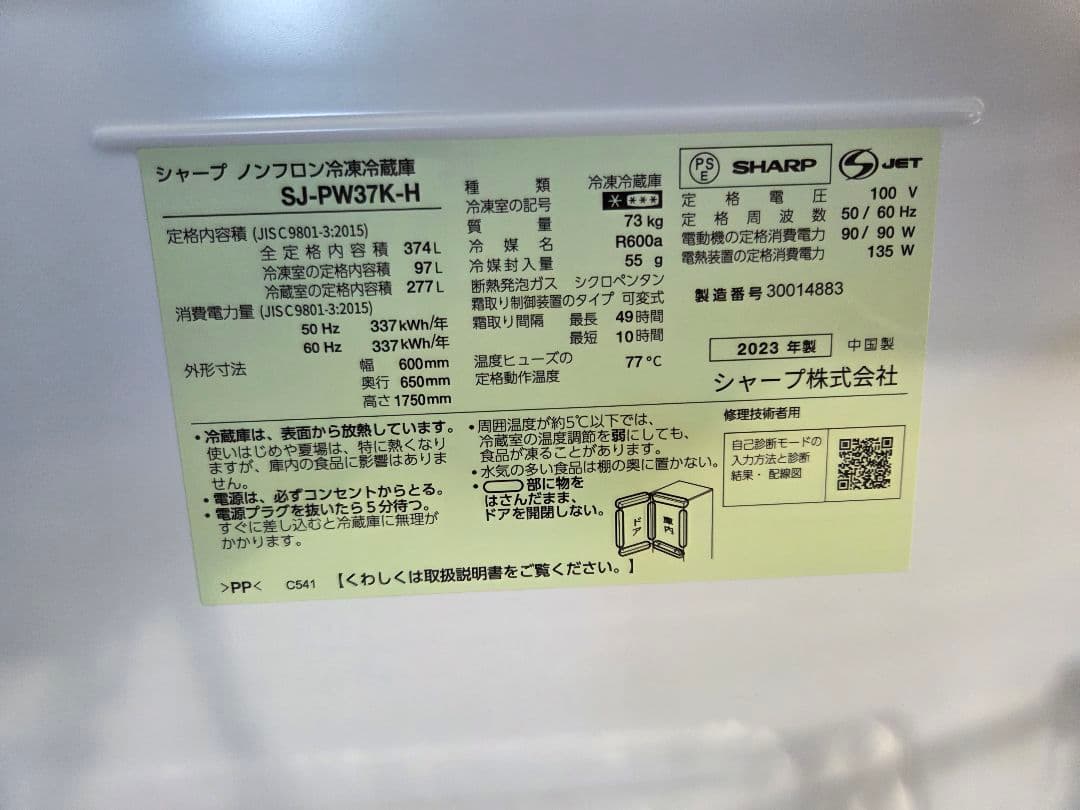 シャープ ノンフロン冷凍冷蔵庫
SJ-PW37K-H
定格内容積 (JIS C 9801-3:2015)
全定格内容積 374L
冷凍室の定格内容積 97L
冷蔵室の定格内容積 277L
消費電力量 (JIS C 9801-3:2015)
50 Hz 337kWh/年
60 Hz 337kWh/年
外形寸法 幅 600mm
奥行 650mm
高さ 1750mm
種類 冷凍冷蔵庫
冷凍室の記号
質量 73 kg
冷媒名 R600a
冷媒封入量 55 g
断熱発泡ガス シクロペンタン
霜取り制御装置のタイプ 可変式
霜取り間隔 最長 49時間
最短 10時間
温度ヒューズの
定格動作温度 77℃
PS
E
SHARP
JET
定格電圧 100 V
定格周波数 50 / 60 Hz
電動機の定格消費電力 90 / 90 W
電熱装置の定格消費電力 135 W
製造番号 30014883
2023 年製 中国製
シャープ株式会社
・冷蔵庫は、表面から放熱しています。
使いはじめや夏場は、特に熱くなり
ますが、庫内の食品に影響はありま
せん。
・電源は、必ずコンセントからとる。
・電源プラグを抜いたら5分待つ。
すぐに差し込むと冷蔵庫に無理が
かかります。
・周囲温度が約5℃以下では、
冷蔵室の温度調節を弱にしても、
食品が凍ることがあります。
・水気の多い食品は棚の奥に置かない。
・部に物を
はさんだまま、
ドアを開閉しない。
ドア
庫内
修理技術者用
自己診断モードの
入力方法と診断
結果・配線図
>PP< C541 【くわしくは取扱説明書をご覧ください。】